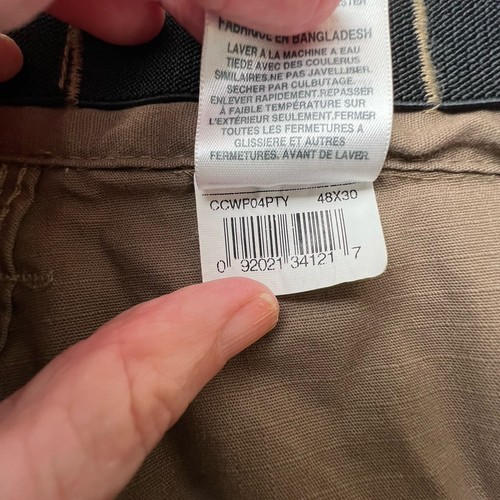 FABRIQUÉ EN BANGLADESH
LAVER A LA MACHINE A EAU
TIEDE AVEC DES COULEURS
SIMILAIRES.NE PAS JAVELLISER.
SECHER PAR CULBUTAGE.
ENLEVER RAPIDEMENT.REPASSER
À FAIBLE TEMPÉRATURE SUR
L'EXTÉRIEUR SEULEMENT.FERMER
TOUTES LES FERMETURES A
GLISSIERE ET AUTRES
FERMETURES. AVANT DE LAVER.
CCWP04PTY 48X30
0 92021 34121 7